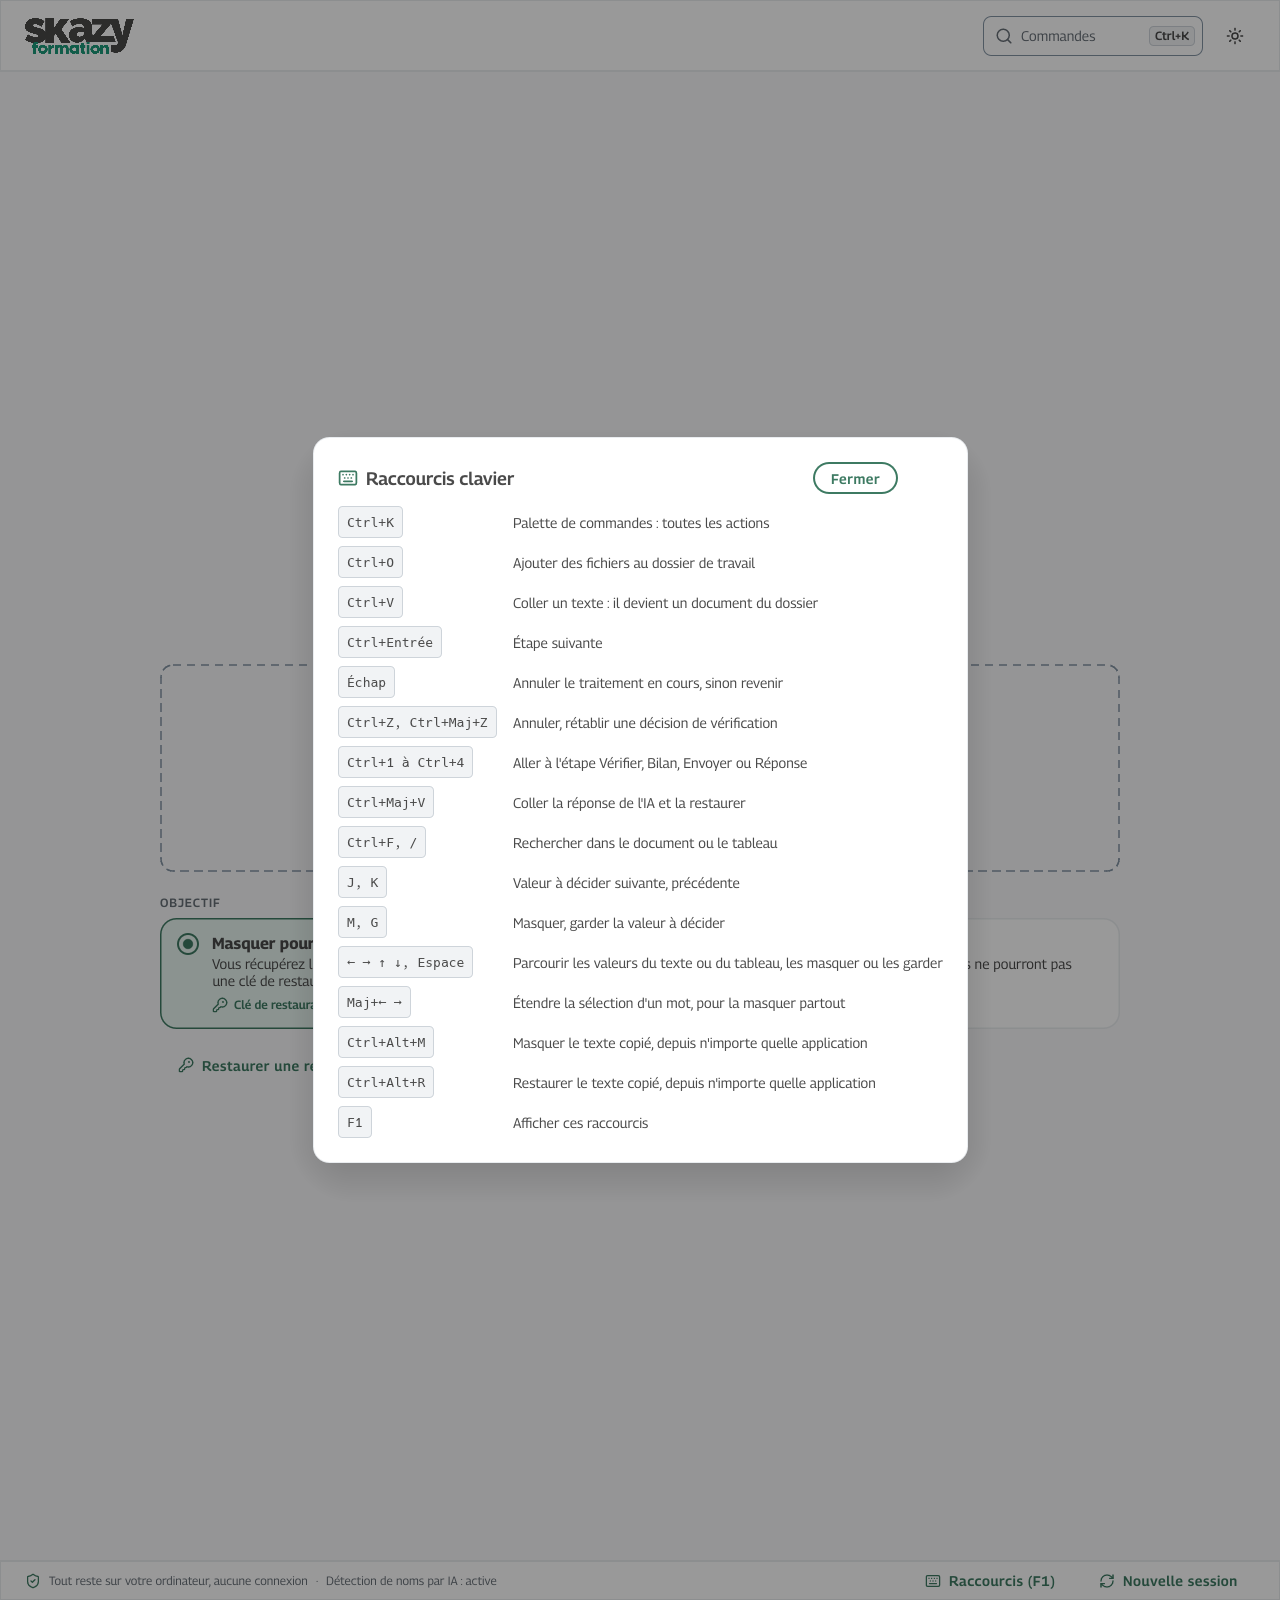 skazy
formation
Commandes Ctrl+K
Raccourcis clavier Fermer
Ctrl+K Palette de commandes : toutes les actions
Ctrl+O Ajouter des fichiers au dossier de travail
Ctrl+V Coller un texte : il devient un document du dossier
Ctrl+Entrée Étape suivante
Échap Annuler le traitement en cours, sinon revenir
Ctrl+Z, Ctrl+Maj+Z Annuler, rétablir une décision de vérification
Ctrl+1 à Ctrl+4 Aller à l'étape Vérifier, Bilan, Envoyer ou Réponse
Ctrl+Maj+V Coller la réponse de l'IA et la restaurer
Ctrl+F, / Rechercher dans le document ou le tableau
J, K Valeur à décider suivante, précédente
M, G Masquer, garder la valeur à décider
← → ↑ ↓, Espace Parcourir les valeurs du texte ou du tableau, les masquer ou les garder
Maj+← → Étendre la sélection d'un mot, pour la masquer partout
Ctrl+Alt+M Masquer le texte copié, depuis n'importe quelle application
Ctrl+Alt+R Restaurer le texte copié, depuis n'importe quelle application
F1 Afficher ces raccourcis
OBJECTIF
Masquer pour
Vous récupérez
une clé de
Clé de
ne pourront pas
Restaurer une
Tout reste sur votre ordinateur, aucune connexion · Détection de noms par IA : active
Raccourcis (F1) Nouvelle session